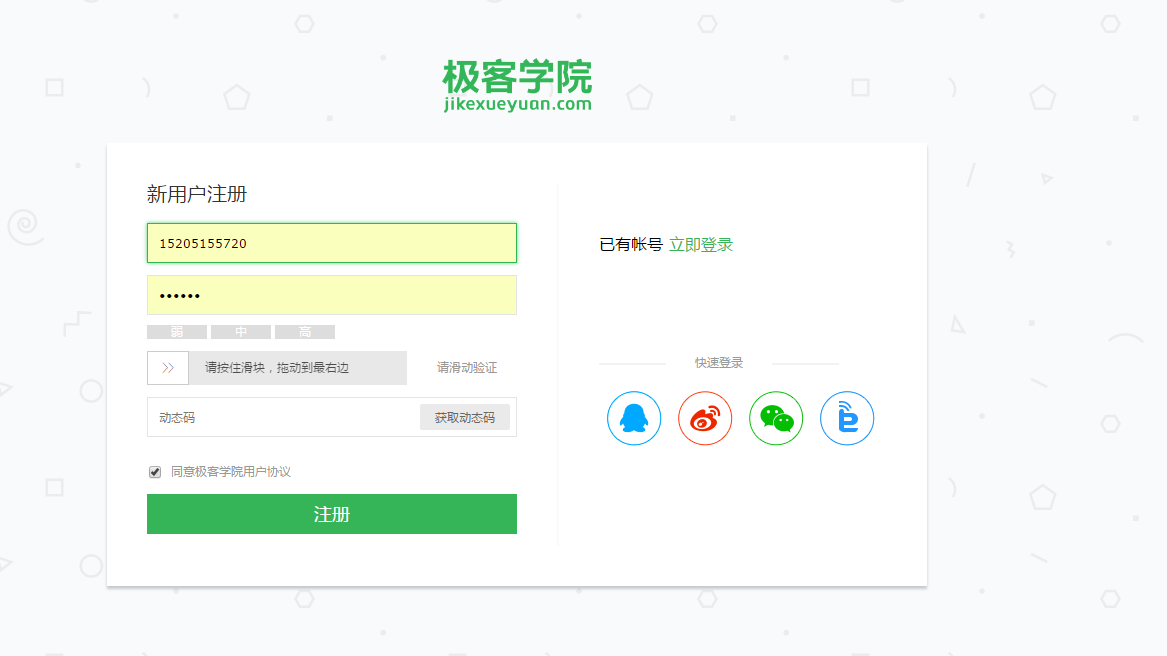 极客学院
jikexueyuan.com
新用户注册
15205155720
••••••
弱 中 高
请按住滑块，拖动到最右边
请滑动验证
动态码
获取动态码
同意极客学院用户协议
注册
已有帐号 立即登录
快速登录